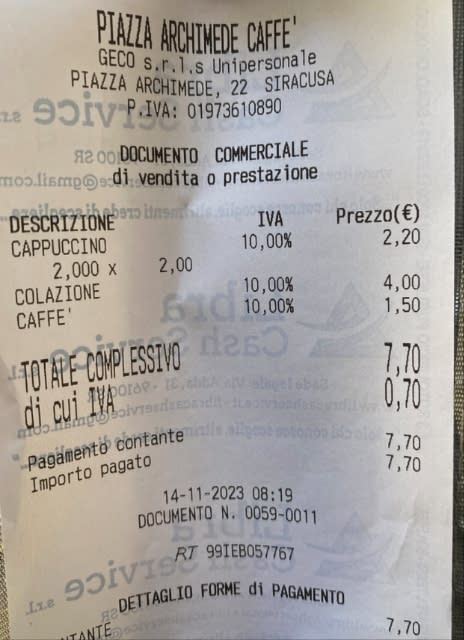 PIAZZA ARCHIMEDE CAFFE'
GECO s.r.l.s Unipersonale
PIAZZA ARCHIMEDE, 22 SIRACUSA
P.IVA: 01973610890
DOCUMENTO COMMERCIALE
di vendita o prestazione
DESCRIZIONE IVA Prezzo(€)
CAPPUCCINO 10,00% 2,20
2,000 x 2,00
COLAZIONE 10,00% 4,00
CAFFE' 10,00% 1,50
TOTALE COMPLESSIVO 7,70
di cui IVA 0,70
Pagamento contante 7,70
Importo pagato 7,70
14-11-2023 08:19
DOCUMENTO N. 0059-0011
RT 99IEB057767
DETTAGLIO FORME di PAGAMENTO
7,70